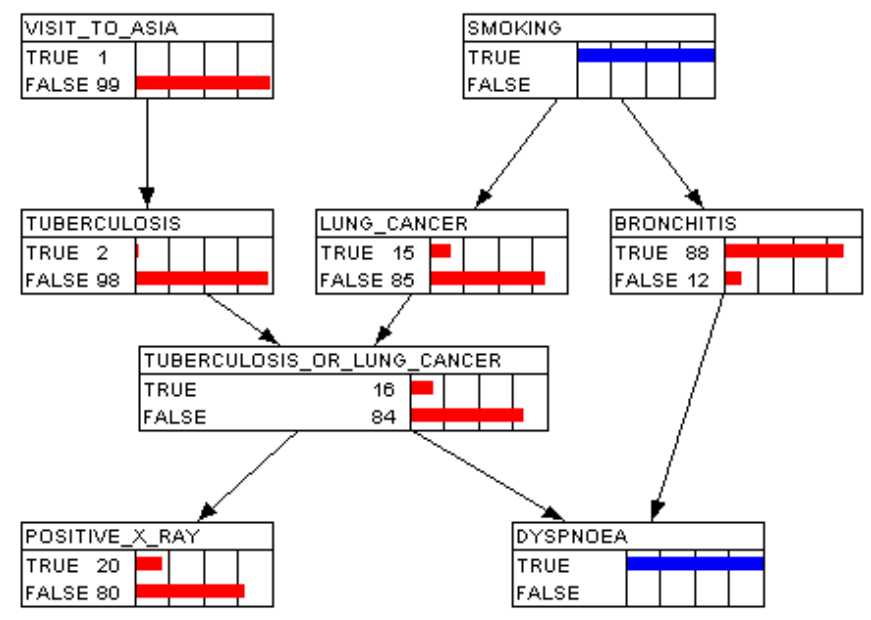 VISIT_TO_ASIA
TRUE 1
FALSE 99
SMOKING
TRUE
FALSE
TUBERCULOSIS
TRUE 2
FALSE 98
LUNG_CANCER
TRUE 15
FALSE 85
BRONCHITIS
TRUE 88
FALSE 12
TUBERCULOSIS_OR_LUNG_CANCER
TRUE 16
FALSE 84
POSITIVE_X_RAY
TRUE 20
FALSE 80
DYSPNOEA
TRUE
FALSE